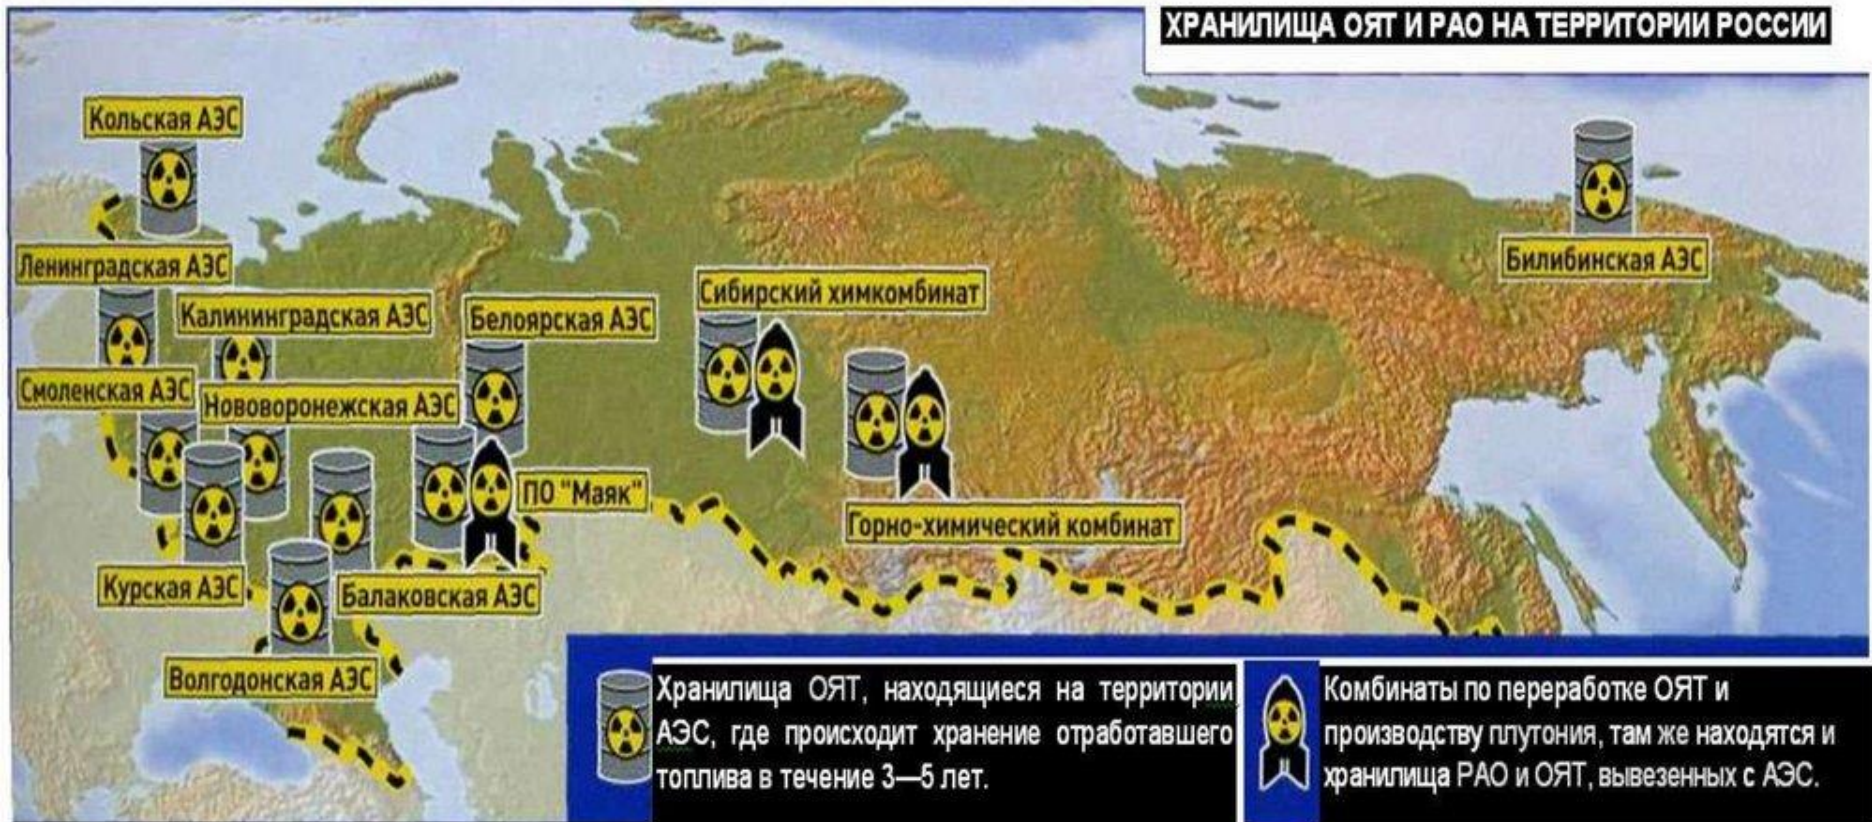 ХРАНИЛИЩА ОЯТ И РАО НА ТЕРРИТОРИИ РОССИИ
Кольская АЭС
Ленинградская АЭС
Калининградская АЭС
Белоярская АЭС
Сибирский химкомбинат
Билибинская АЭС
Смоленская АЭС
Нововоронежская АЭС
ПО "Маяк"
Горно-химический комбинат
Курская АЭС
Балаковская АЭС
Волгодонская АЭС
Хранилища ОЯТ, находящиеся на территории
АЭС, где происходит хранение отработавшего
топлива в течение 3—5 лет.
Комбинаты по переработке ОЯТ и
производству плутония, там же находятся и
хранилища РАО и ОЯТ, вывезенных с АЭС.